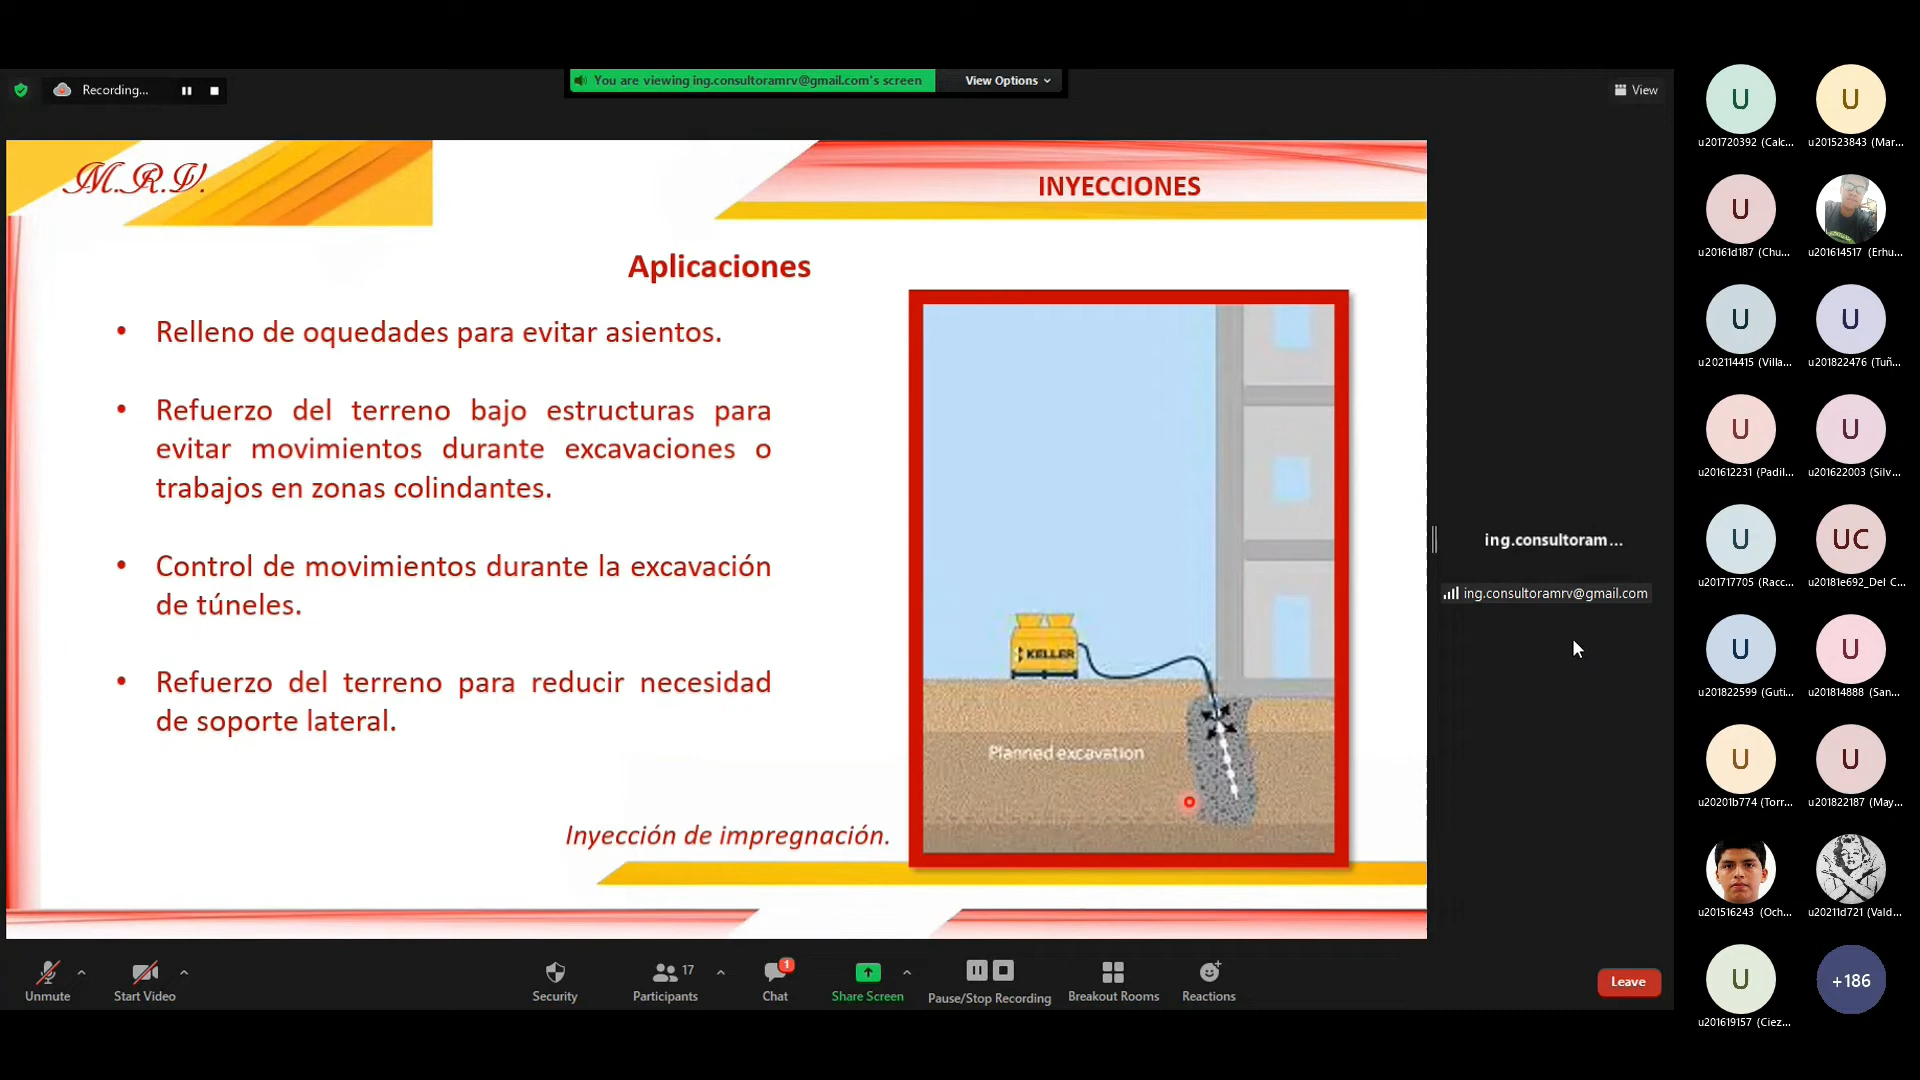 Recording...
You are viewing ing.consultoramrv@gmail.com's screen
View Options
View
M.R.V.
INYECCIONES
Aplicaciones
• Relleno de oquedades para evitar asientos.
• Refuerzo del terreno bajo estructuras para
evitar movimientos durante excavaciones o
trabajos en zonas colindantes.
• Control de movimientos durante la excavación
de túneles.
• Refuerzo del terreno para reducir necesidad
de soporte lateral.
Inyección de impregnación.
KELLER
Planned excavation
ing.consultoram...
ing.consultoramrv@gmail.com
U
u201720392 (Calc...
U
u201523843 (Mar...
U
u20161d187 (Chu...
u201614517 (Erhu...
U
u202114415 (Villa...
U
u201822476 (Tuñ...
U
u201612231 (Padil...
U
u201622003 (Silv...
U
u201717705 (Racc...
UC
u20181e692_Del C...
U
u201822599 (Guti...
U
u201814888 (San...
U
u20201b774 (Torr...
U
u201822187 (May...
u201516243 (Och...
u20211d721 (Vald...
U
u201619157 (Ciez...
+186
Unmute
Start Video
Security
Participants
17
Chat
1
Share Screen
Pause/Stop Recording
Breakout Rooms
Reactions
Leave